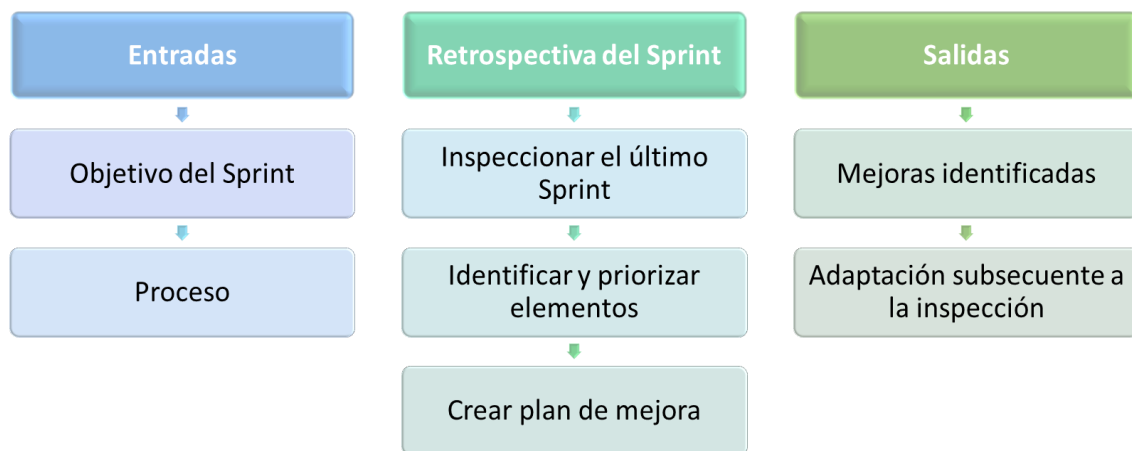 Entradas
Objetivo del Sprint
Proceso
Retrospectiva del Sprint
Inspeccionar el último
Sprint
Identificar y priorizar
elementos
Crear plan de mejora
Salidas
Mejoras identificadas
Adaptación subsecuente a
la inspección